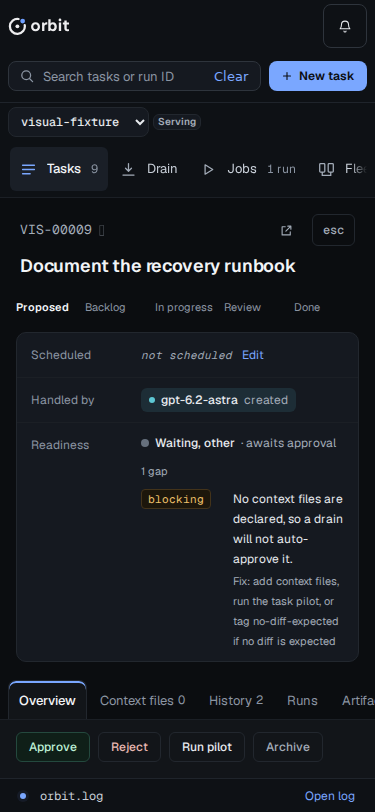 orbit
Search tasks or run ID Clear
+ New task
visual-fixture Serving
Tasks 9 Drain Jobs 1 run Flee
VIS-00009
esc
Document the recovery runbook
Proposed Backlog In progress Review Done
Scheduled not scheduled Edit
Handled by gpt-6.2-astra created
Readiness Waiting, other · awaits approval
1 gap
blocking No context files are
declared, so a drain
will not auto-
approve it.
Fix: add context files,
run the task pilot, or
tag no-diff-expected
if no diff is expected
Overview Context files 0 History 2 Runs Artifa
Approve Reject Run pilot Archive
orbit.log Open log